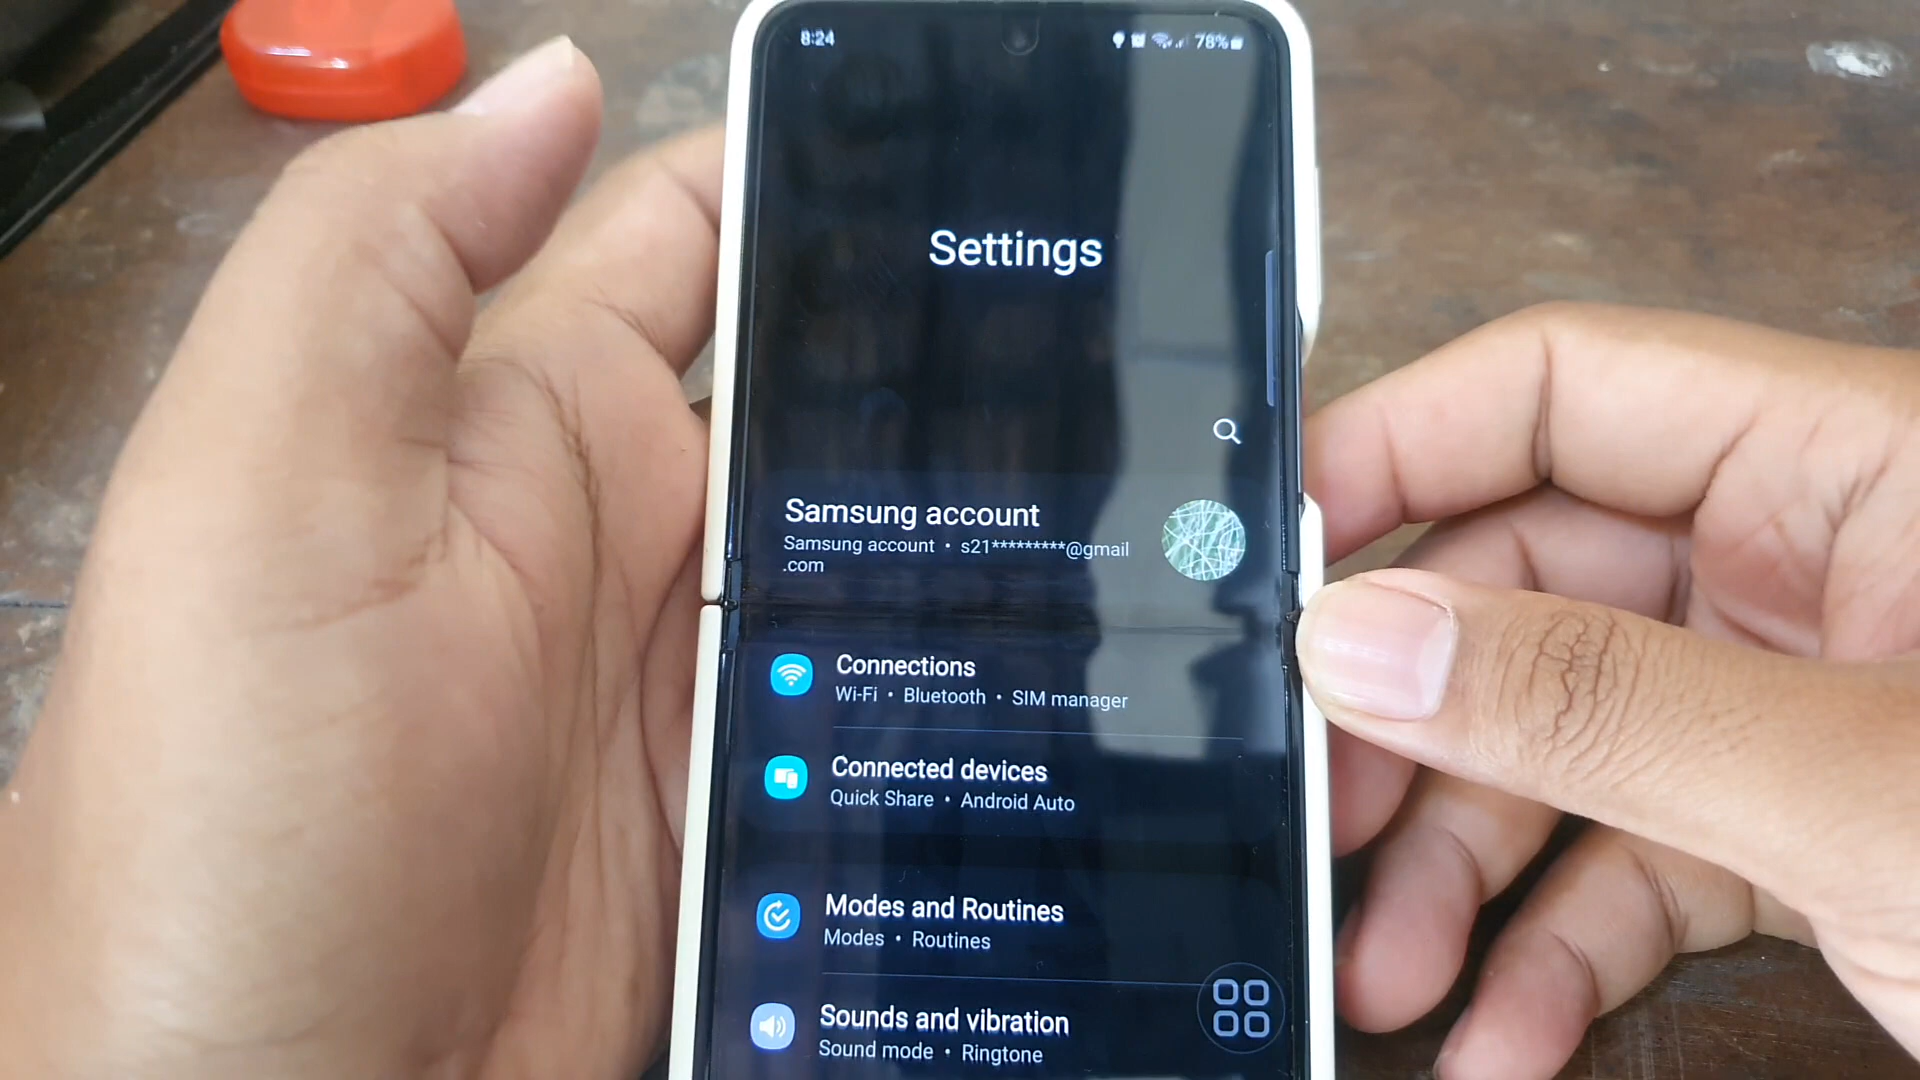 8:24
78%
Settings
Samsung account
Samsung account • s21*********@gmail
.com
Connections
Wi-Fi • Bluetooth • SIM manager
Connected devices
Quick Share • Android Auto
Modes and Routines
Modes • Routines
Sounds and vibration
Sound mode • Ringtone